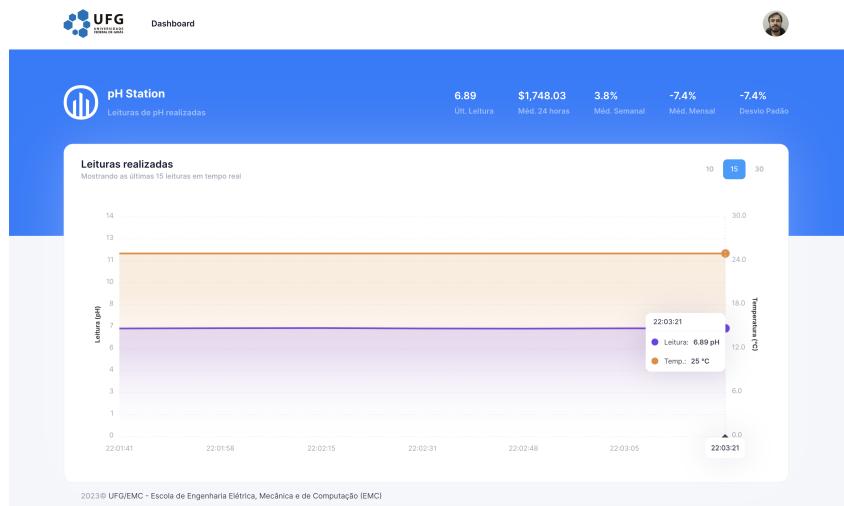 UFG
UNIVERSIDADE
FEDERAL DE GOIÁS
Dashboard
pH Station
Leituras de pH realizadas
6.89
Últ. Leitura
$1,748.03
Méd. 24 horas
3.8%
Méd. Semanal
-7.4%
Méd. Mensal
-7.4%
Desvio Padão
Leituras realizadas
Mostrando as últimas 15 leituras em tempo real
10 15 30
14
13
11
10
8
7
6
4
3
1
0
Leitura (pH)
30.0
24.0
18.0
12.0
6.0
0.0
Temperatura (°C)
22:03:21
Leitura: 6.89 pH
Temp.: 25 °C
22:01:41 22:01:58 22:02:15 22:02:31 22:02:48 22:03:05 22:03:21
2023© UFG/EMC - Escola de Engenharia Elétrica, Mecânica e de Computação (EMC)